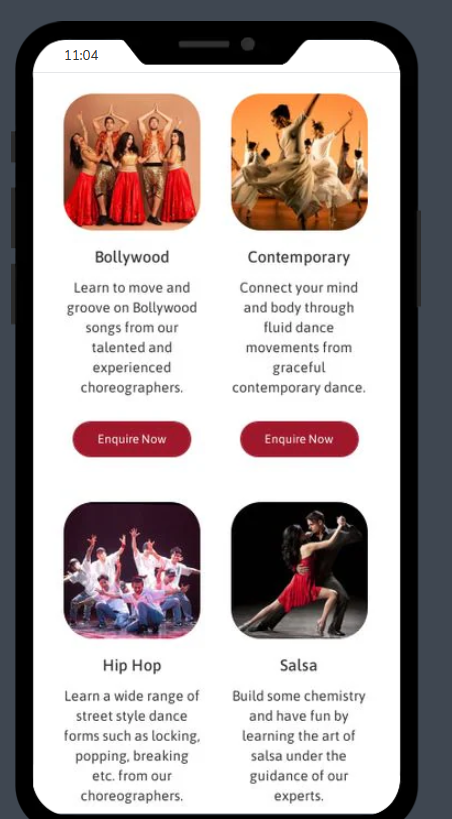 11:04
Bollywood
Learn to move and
groove on Bollywood
songs from our
talented and
experienced
choreographers.
Enquire Now
Contemporary
Connect your mind
and body through
fluid dance
movements from
graceful
contemporary dance.
Enquire Now
Hip Hop
Learn a wide range of
street style dance
forms such as locking,
popping, breaking
etc. from our
choreographers.
Salsa
Build some chemistry
and have fun by
learning the art of
salsa under the
guidance of our
experts.